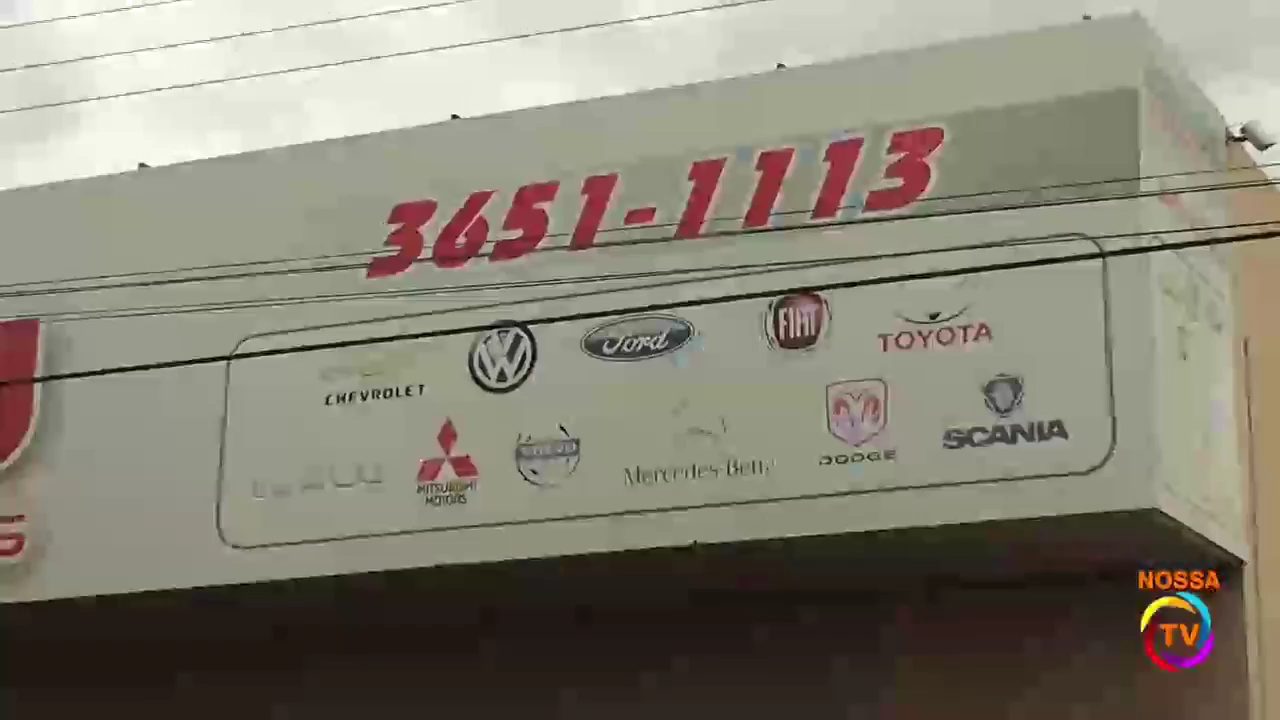 3651-1113
CHEVROLET
Ford
FIAT
TOYOTA
MITSUBISHI
MOTORS
Mercedes-Benz
DODGE
SCANIA
NOSSA
TV